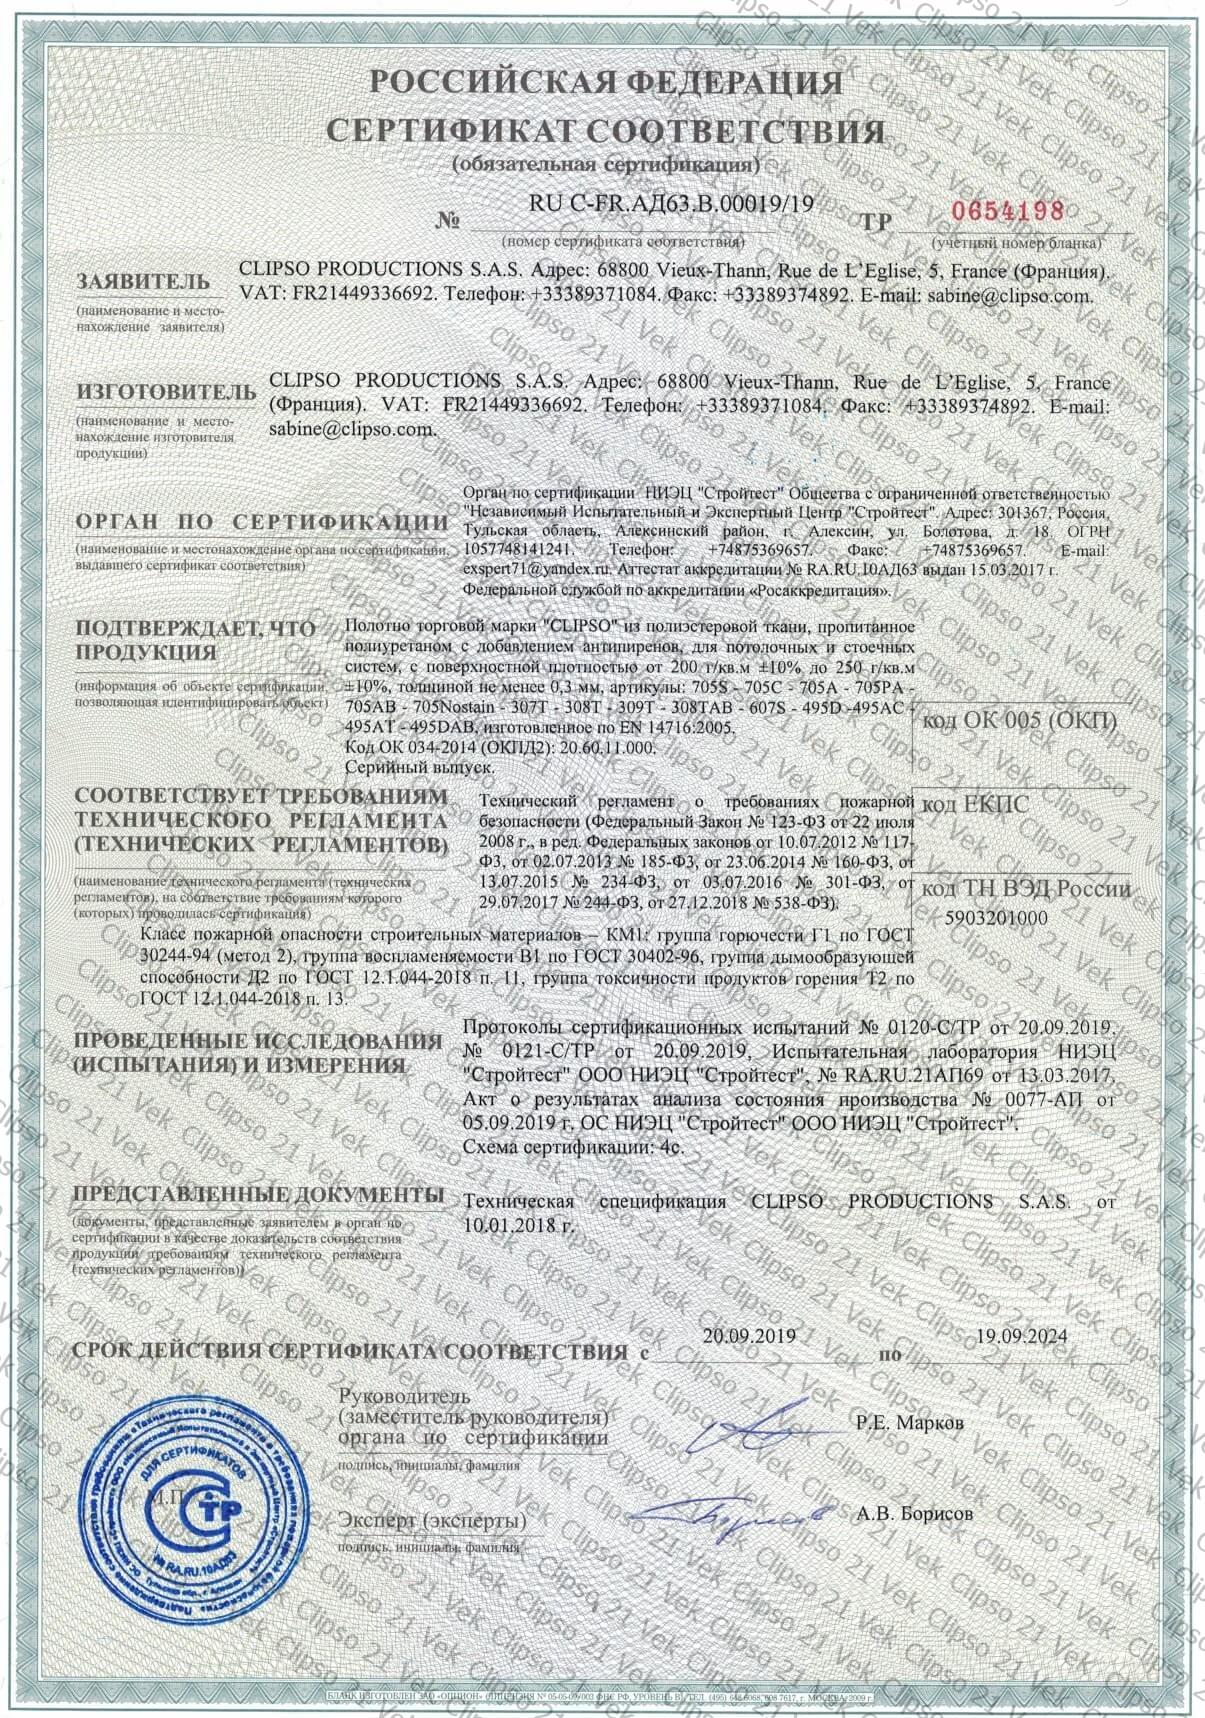 РОССИЙСКАЯ ФЕДЕРАЦИЯ
СЕРТИФИКАТ СООТВЕТСТВИЯ
(обязательная сертификация)
№ RU C-FR.АД63.В.00019/19 ТР 0654198
(номер сертификата соответствия) (учетный номер бланка)
ЗАЯВИТЕЛЬ
(наименование и место-
нахождение заявителя)
CLIPSO PRODUCTIONS S.A.S. Адрес: 68800 Vieux-Thann, Rue de L’Eglise, 5, France (Франция).
VAT: FR21449336692. Телефон: +33389371084. Факс: +33389374892. E-mail: sabine@clipso.com.
ИЗГОТОВИТЕЛЬ
(наименование и место-
нахождение изготовителя
продукции)
CLIPSO PRODUCTIONS S.A.S. Адрес: 68800 Vieux-Thann, Rue de L’Eglise, 5, France
(Франция). VAT: FR21449336692. Телефон: +33389371084. Факс: +33389374892. E-mail:
sabine@clipso.com.
ОРГАН ПО СЕРТИФИКАЦИИ
(наименование и местонахождение органа по сертификации,
выдавшего сертификат соответствия)
Орган по сертификации НИЭЦ "Стройтест" Общества с ограниченной ответственностью
"Независимый Испытательный и Экспертный Центр "Стройтест". Адрес: 301367, Россия,
Тульская область, Алексинский район, г. Алексин, ул. Болотова, д. 18. ОГРН
1057748141241. Телефон: +74875369657. Факс: +74875369657. E-mail:
exspert71@yandex.ru. Аттестат аккредитации № RA.RU.10АД63 выдан 15.03.2017 г.
Федеральной службой по аккредитации «Росаккредитация».
ПОДТВЕРЖДАЕТ, ЧТО
ПРОДУКЦИЯ
(информация об объекте сертификации,
позволяющая идентифицировать объект)
Полотно торговой марки "CLIPSO" из полиэстеровой ткани, пропитанное
полиуретаном с добавлением антипиренов, для потолочных и стоечных
систем, с поверхностной плотностью от 200 г/кв.м ±10% до 250 г/кв.м
±10%, толщиной не менее 0,3 мм, артикулы: 705S - 705C - 705A - 705PA -
705AB - 705Nostain - 307T - 308T - 309T - 308TAB - 607S - 495D -495AC -
495AT - 495DAB, изготовленное по EN 14716:2005.
Код ОК 034-2014 (ОКПД2): 20.60.11.000.
Серийный выпуск.
код ОК 005 (ОКП)
СООТВЕТСТВУЕТ ТРЕБОВАНИЯМ
ТЕХНИЧЕСКОГО РЕГЛАМЕНТА
(ТЕХНИЧЕСКИХ РЕГЛАМЕНТОВ)
(наименование технического регламента (технических
регламентов), на соответствие требованиям которого
(которых) проводилась сертификация)
Технический регламент о требованиях пожарной
безопасности (Федеральный Закон № 123-ФЗ от 22 июля
2008 г., в ред. Федеральных законов от 10.07.2012 № 117-
ФЗ, от 02.07.2013 № 185-ФЗ, от 23.06.2014 № 160-ФЗ, от
13.07.2015 № 234-ФЗ, от 03.07.2016 № 301-ФЗ, от
29.07.2017 № 244-ФЗ, от 27.12.2018 № 538-ФЗ).
код ЕКПС
код ТН ВЭД России
5903201000
Класс пожарной опасности строительных материалов – КМ1: группа горючести Г1 по ГОСТ
30244-94 (метод 2), группа воспламеняемости В1 по ГОСТ 30402-96, группа дымообразующей
способности Д2 по ГОСТ 12.1.044-2018 п. 11, группа токсичности продуктов горения Т2 по
ГОСТ 12.1.044-2018 п. 13.
ПРОВЕДЕННЫЕ ИССЛЕДОВАНИЯ
(ИСПЫТАНИЯ) И ИЗМЕРЕНИЯ
Протоколы сертификационных испытаний № 0120-С/ТР от 20.09.2019,
№ 0121-С/ТР от 20.09.2019, Испытательная лаборатория НИЭЦ
"Стройтест" ООО НИЭЦ "Стройтест", № RA.RU.21АП69 от 13.03.2017,
Акт о результатах анализа состояния производства № 0077-АП от
05.09.2019 г, ОС НИЭЦ "Стройтест" ООО НИЭЦ "Стройтест".
Схема сертификации: 4с.
ПРЕДСТАВЛЕННЫЕ ДОКУМЕНТЫ
(документы, представленные заявителем в орган по
сертификации в качестве доказательств соответствия
продукции требованиям технического регламента
(технических регламентов))
Техническая спецификация CLIPSO PRODUCTIONS S.A.S. от
10.01.2018 г.
СРОК ДЕЙСТВИЯ СЕРТИФИКАТА СООТВЕТСТВИЯ с 20.09.2019 по 19.09.2024
Руководитель
(заместитель руководителя)
органа по сертификации
подпись, инициалы, фамилия
Р.Е. Марков
М.П.
Эксперт (эксперты)
подпись, инициалы, фамилия
А.В. Борисов
ДЛЯ СЕРТИФИКАТОВ
СТР
№ RA.RU.10АД63
БЛАНК ИЗГОТОВЛЕН ЗАО «ОПЦИОН» (ЛИЦЕНЗИЯ № 05-05-09/003 ФНС РФ, УРОВЕНЬ В), ТЕЛ. (495) 648 6068, 608 7617, г. МОСКВА, 2009 г.
Clipso 21 Vek